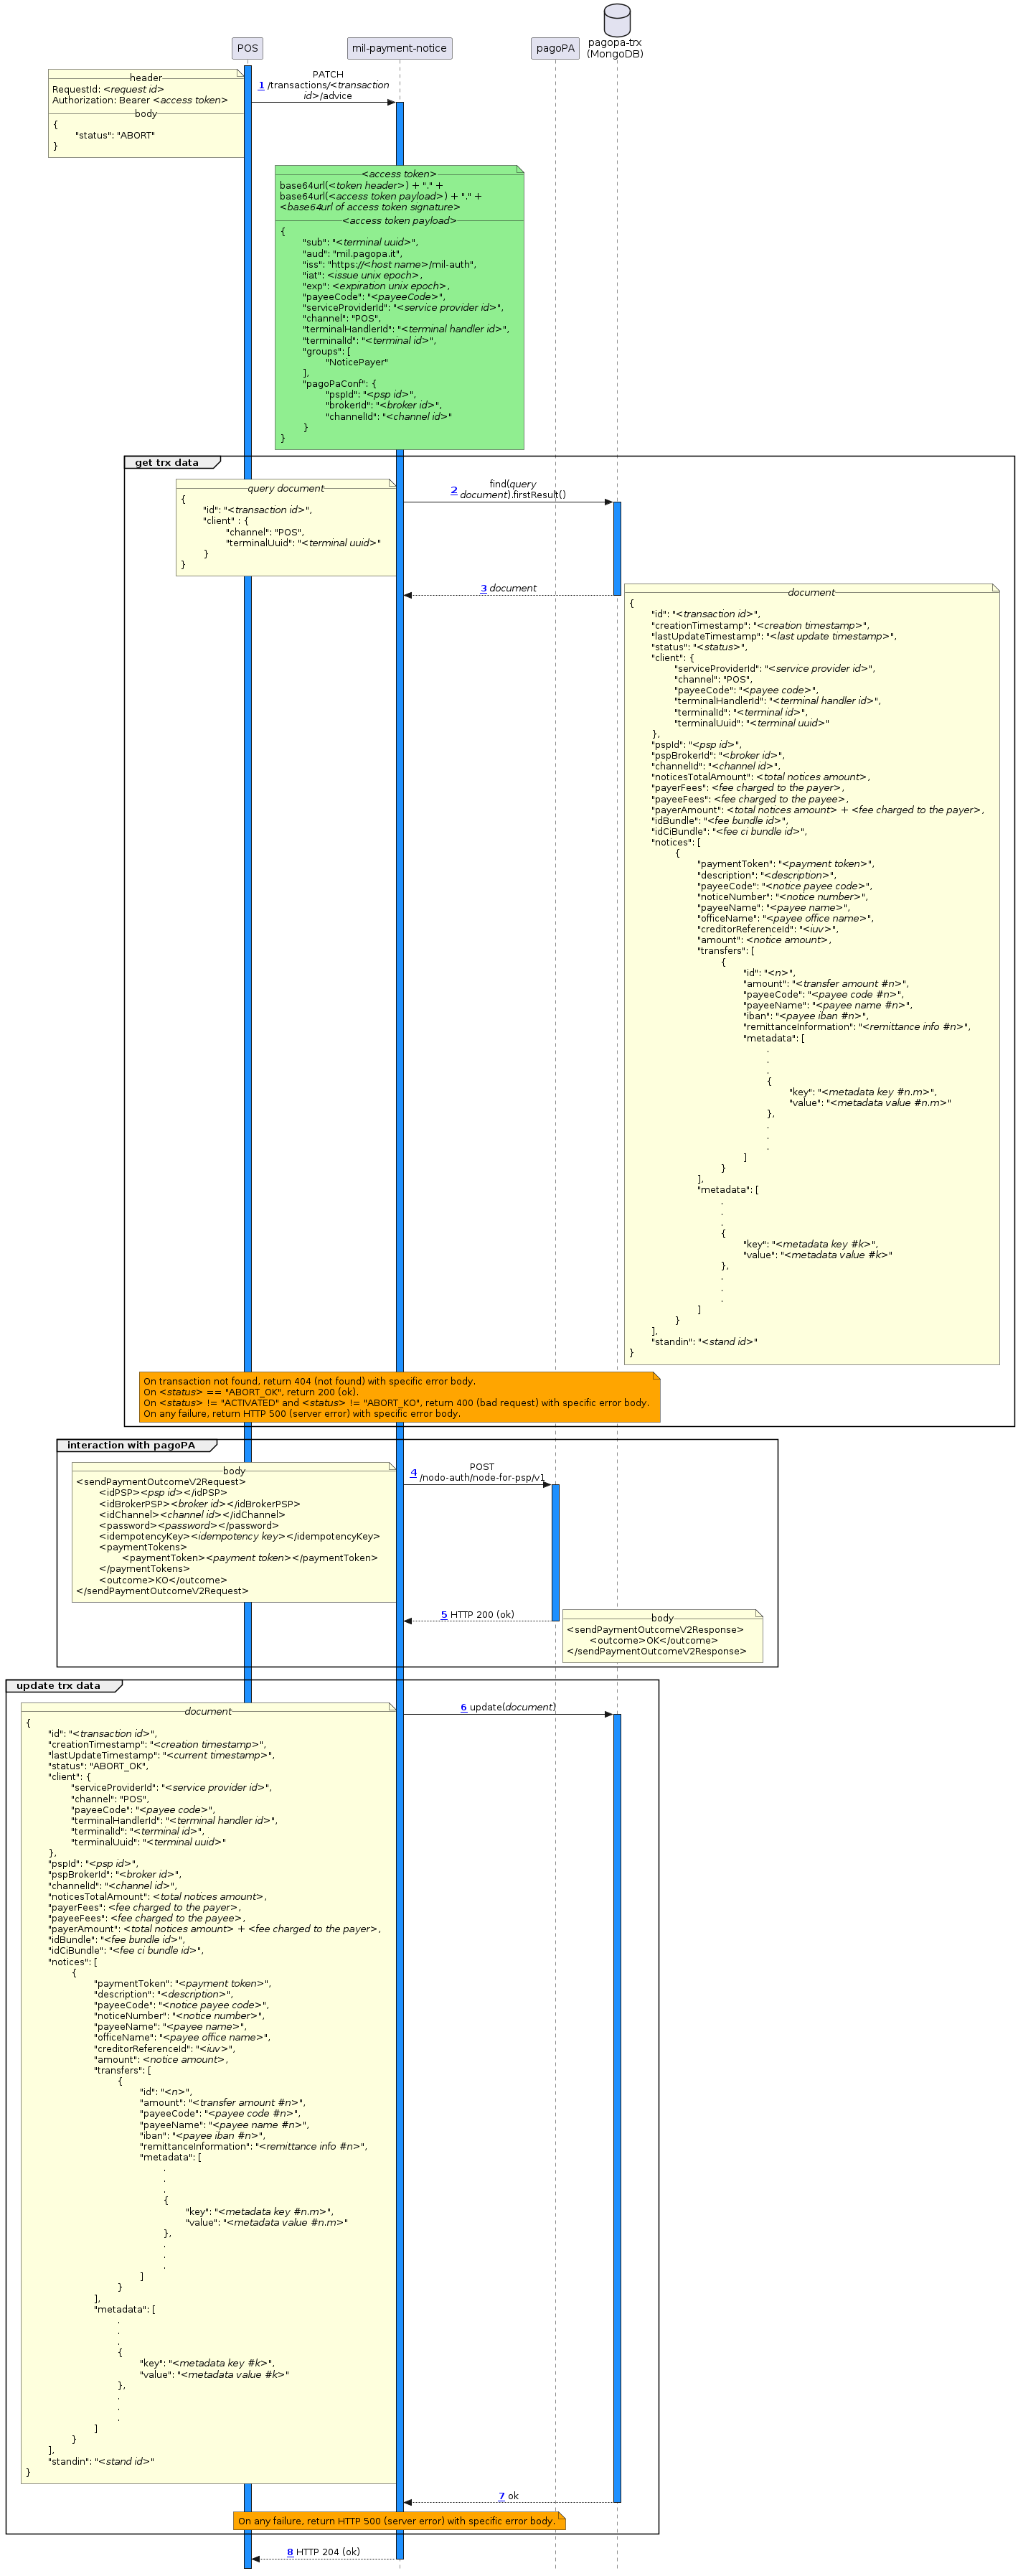 POS
mil-payment-notice
pagoPA
pagopa-trx
(MongoDB)
header
RequestId: <request id>
Authorization: Bearer <access token>
body
{
"status": "ABORT"
}
PATCH
1 /transactions/<transaction
id>/advice
<access token>
base64url(<token header>) + "." +
base64url(<access token payload>) + "." +
<base64url of access token signature>
<access token payload>
{
"sub": "<terminal uuid>",
"aud": "mil.pagopa.it",
"iss": "https://<host name>/mil-auth",
"iat": <issue unix epoch>,
"exp": <expiration unix epoch>,
"payeeCode": "<payeeCode>",
"serviceProviderId": "<service provider id>",
"channel": "POS",
"terminalHandlerId": "<terminal handler id>",
"terminalId": "<terminal id>",
"groups": [
"NoticePayer"
],
"pagoPaConf": {
"pspId": "<psp id>",
"brokerId": "<broker id>",
"channelId": "<channel id>"
}
}
get trx data
query document
{
"id": "<transaction id>",
"client" : {
"channel": "POS",
"terminalUuid": "<terminal uuid>"
}
}
find(query
2 document).firstResult()
3 document
document
{
"id": "<transaction id>",
"creationTimestamp": "<creation timestamp>",
"lastUpdateTimestamp": "<last update timestamp>",
"status": "<status>",
"client": {
"serviceProviderId": "<service provider id>",
"channel": "POS",
"payeeCode": "<payee code>",
"terminalHandlerId": "<terminal handler id>",
"terminalId": "<terminal id>",
"terminalUuid": "<terminal uuid>"
},
"pspId": "<psp id>",
"pspBrokerId": "<broker id>",
"channelId": "<channel id>",
"noticesTotalAmount": <total notices amount>,
"payerFees": <fee charged to the payer>,
"payeeFees": <fee charged to the payee>,
"payerAmount": <total notices amount> + <fee charged to the payer>,
"idBundle": "<fee bundle id>",
"idCiBundle": "<fee ci bundle id>",
"notices": [
{
"paymentToken": "<payment token>",
"description": "<description>",
"payeeCode": "<notice payee code>",
"noticeNumber": "<notice number>",
"payeeName": "<payee name>",
"officeName": "<payee office name>",
"creditorReferenceId": "<iuv>",
"amount": <notice amount>,
"transfers": [
{
"id": "<n>",
"amount": "<transfer amount #n>",
"payeeCode": "<payee code #n>",
"payeeName": "<payee name #n>",
"iban": "<payee iban #n>",
"remittanceInformation": "<remittance info #n>",
"metadata": [
.
.
.
{
"key": "<metadata key #n.m>",
"value": "<metadata value #n.m>"
},
.
.
.
]
}
],
"metadata": [
.
.
.
{
"key": "<metadata key #k>",
"value": "<metadata value #k>"
},
.
.
.
]
}
],
"standin": "<stand id>"
}
On transaction not found, return 404 (not found) with specific error body.
On <status> == "ABORT_OK", return 200 (ok).
On <status> != "ACTIVATED" and <status> != "ABORT_KO", return 400 (bad request) with specific error body.
On any failure, return HTTP 500 (server error) with specific error body.
interaction with pagoPA
body
<sendPaymentOutcomeV2Request>
<idPSP><psp id></idPSP>
<idBrokerPSP><broker id></idBrokerPSP>
<idChannel><channel id></idChannel>
<password><password></password>
<idempotencyKey><idempotency key></idempotencyKey>
<paymentTokens>
<paymentToken><payment token></paymentToken>
</paymentTokens>
<outcome>KO</outcome>
</sendPaymentOutcomeV2Request>
POST
4 /nodo-auth/node-for-psp/v1
5 HTTP 200 (ok)
body
<sendPaymentOutcomeV2Response>
<outcome>OK</outcome>
</sendPaymentOutcomeV2Response>
update trx data
document
{
"id": "<transaction id>",
"creationTimestamp": "<creation timestamp>",
"lastUpdateTimestamp": "<current timestamp>",
"status": "ABORT_OK",
"client": {
"serviceProviderId": "<service provider id>",
"channel": "POS",
"payeeCode": "<payee code>",
"terminalHandlerId": "<terminal handler id>",
"terminalId": "<terminal id>",
"terminalUuid": "<terminal uuid>"
},
"pspId": "<psp id>",
"pspBrokerId": "<broker id>",
"channelId": "<channel id>",
"noticesTotalAmount": <total notices amount>,
"payerFees": <fee charged to the payer>,
"payeeFees": <fee charged to the payee>,
"payerAmount": <total notices amount> + <fee charged to the payer>,
"idBundle": "<fee bundle id>",
"idCiBundle": "<fee ci bundle id>",
"notices": [
{
"paymentToken": "<payment token>",
"description": "<description>",
"payeeCode": "<notice payee code>",
"noticeNumber": "<notice number>",
"payeeName": "<payee name>",
"officeName": "<payee office name>",
"creditorReferenceId": "<iuv>",
"amount": <notice amount>,
"transfers": [
{
"id": "<n>",
"amount": "<transfer amount #n>",
"payeeCode": "<payee code #n>",
"payeeName": "<payee name #n>",
"iban": "<payee iban #n>",
"remittanceInformation": "<remittance info #n>",
"metadata": [
.
.
.
{
"key": "<metadata key #n.m>",
"value": "<metadata value #n.m>"
},
.
.
.
]
}
],
"metadata": [
.
.
.
{
"key": "<metadata key #k>",
"value": "<metadata value #k>"
},
.
.
.
]
}
],
"standin": "<stand id>"
}
6 update(document)
7 ok
On any failure, return HTTP 500 (server error) with specific error body.
8 HTTP 204 (ok)